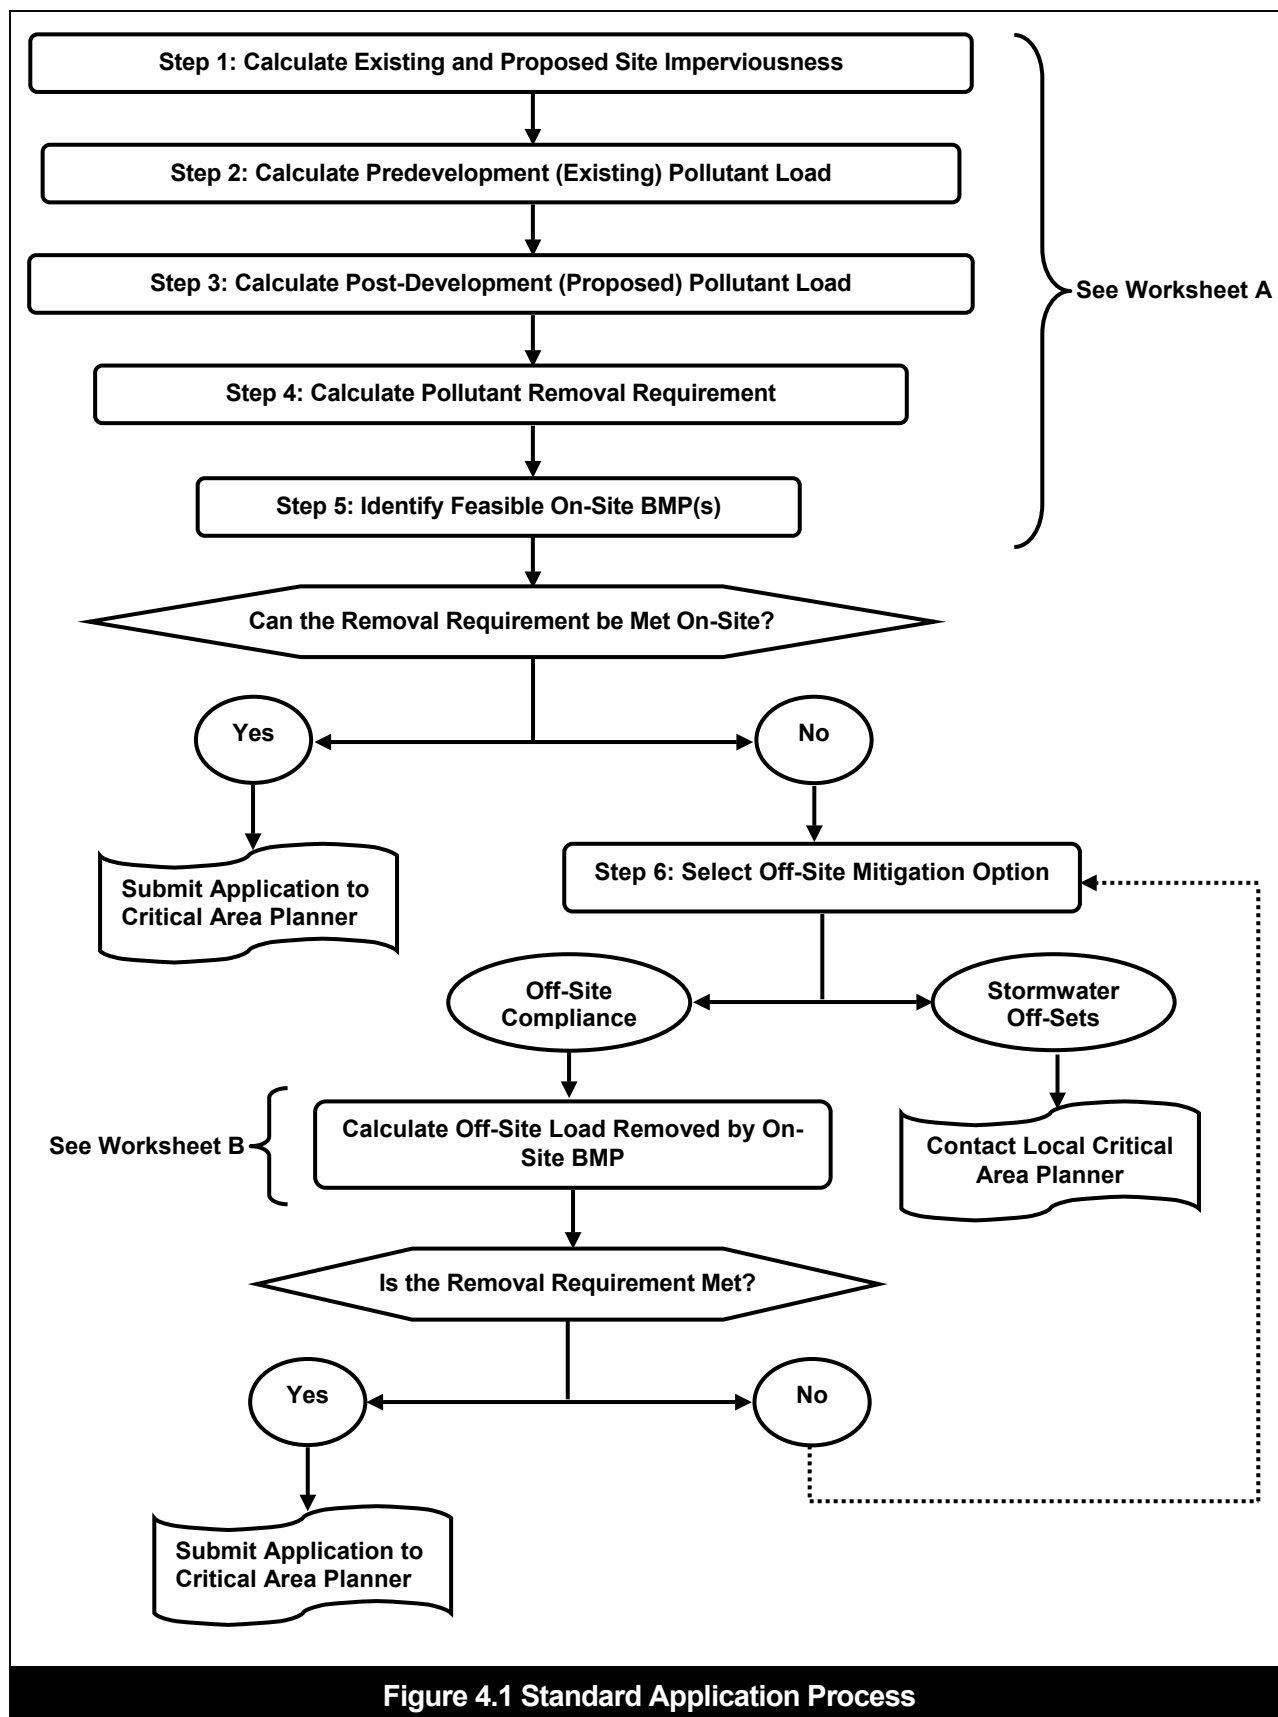 Step 1: Calculate Existing and Proposed Site Imperviousness
Step 2: Calculate Predevelopment (Existing) Pollutant Load
Step 3: Calculate Post-Development (Proposed) Pollutant Load
See Worksheet A
Step 4: Calculate Pollutant Removal Requirement
Step 5: Identify Feasible On-Site BMP(s)
Can the Removal Requirement be Met On-Site?
Yes
No
Submit Application to
Critical Area Planner
Step 6: Select Off-Site Mitigation Option
Off-Site
Compliance
Stormwater
Off-Sets
See Worksheet B
Calculate Off-Site Load Removed by On-
Site BMP
Contact Local Critical
Area Planner
Is the Removal Requirement Met?
Yes
No
Submit Application to
Critical Area Planner
Figure 4.1 Standard Application Process